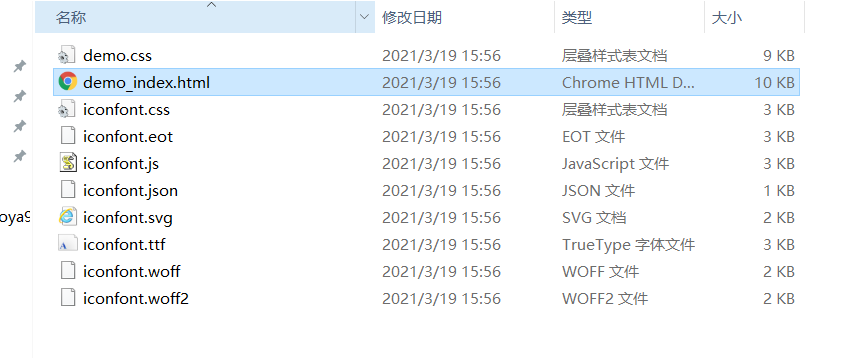 名称 修改日期 类型 大小
demo.css 2021/3/19 15:56 层叠样式表文档 9 KB
demo_index.html 2021/3/19 15:56 Chrome HTML D... 10 KB
iconfont.css 2021/3/19 15:56 层叠样式表文档 3 KB
iconfont.eot 2021/3/19 15:56 EOT 文件 3 KB
iconfont.js 2021/3/19 15:56 JavaScript 文件 3 KB
iconfont.json 2021/3/19 15:56 JSON 文件 1 KB
oya9 iconfont.svg 2021/3/19 15:56 SVG 文档 2 KB
iconfont.ttf 2021/3/19 15:56 TrueType 字体文件 3 KB
iconfont.woff 2021/3/19 15:56 WOFF 文件 2 KB
iconfont.woff2 2021/3/19 15:56 WOFF2 文件 2 KB